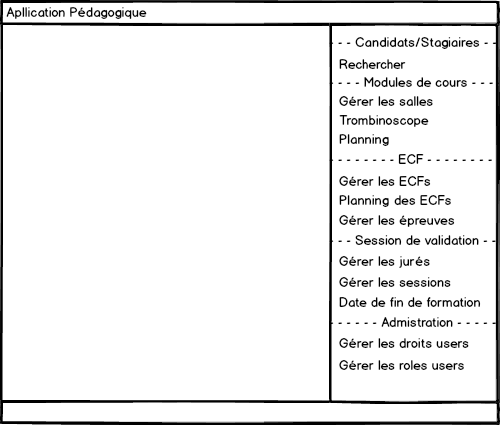 Apllication Pédagogique
- - - Candidats/Stagiaires - -
Rechercher
- - - - Modules de cours - - -
Gérer les salles
Trombinoscope
Planning
- - - - - - - - ECF - - - - - - - -
Gérer les ECFs
Planning des ECFs
Gérer les épreuves
- - - Session de validation - -
Gérer les jurés
Gérer les sessions
Date de fin de formation
- - - - - - Admistration - - - - -
Gérer les droits users
Gérer les roles users